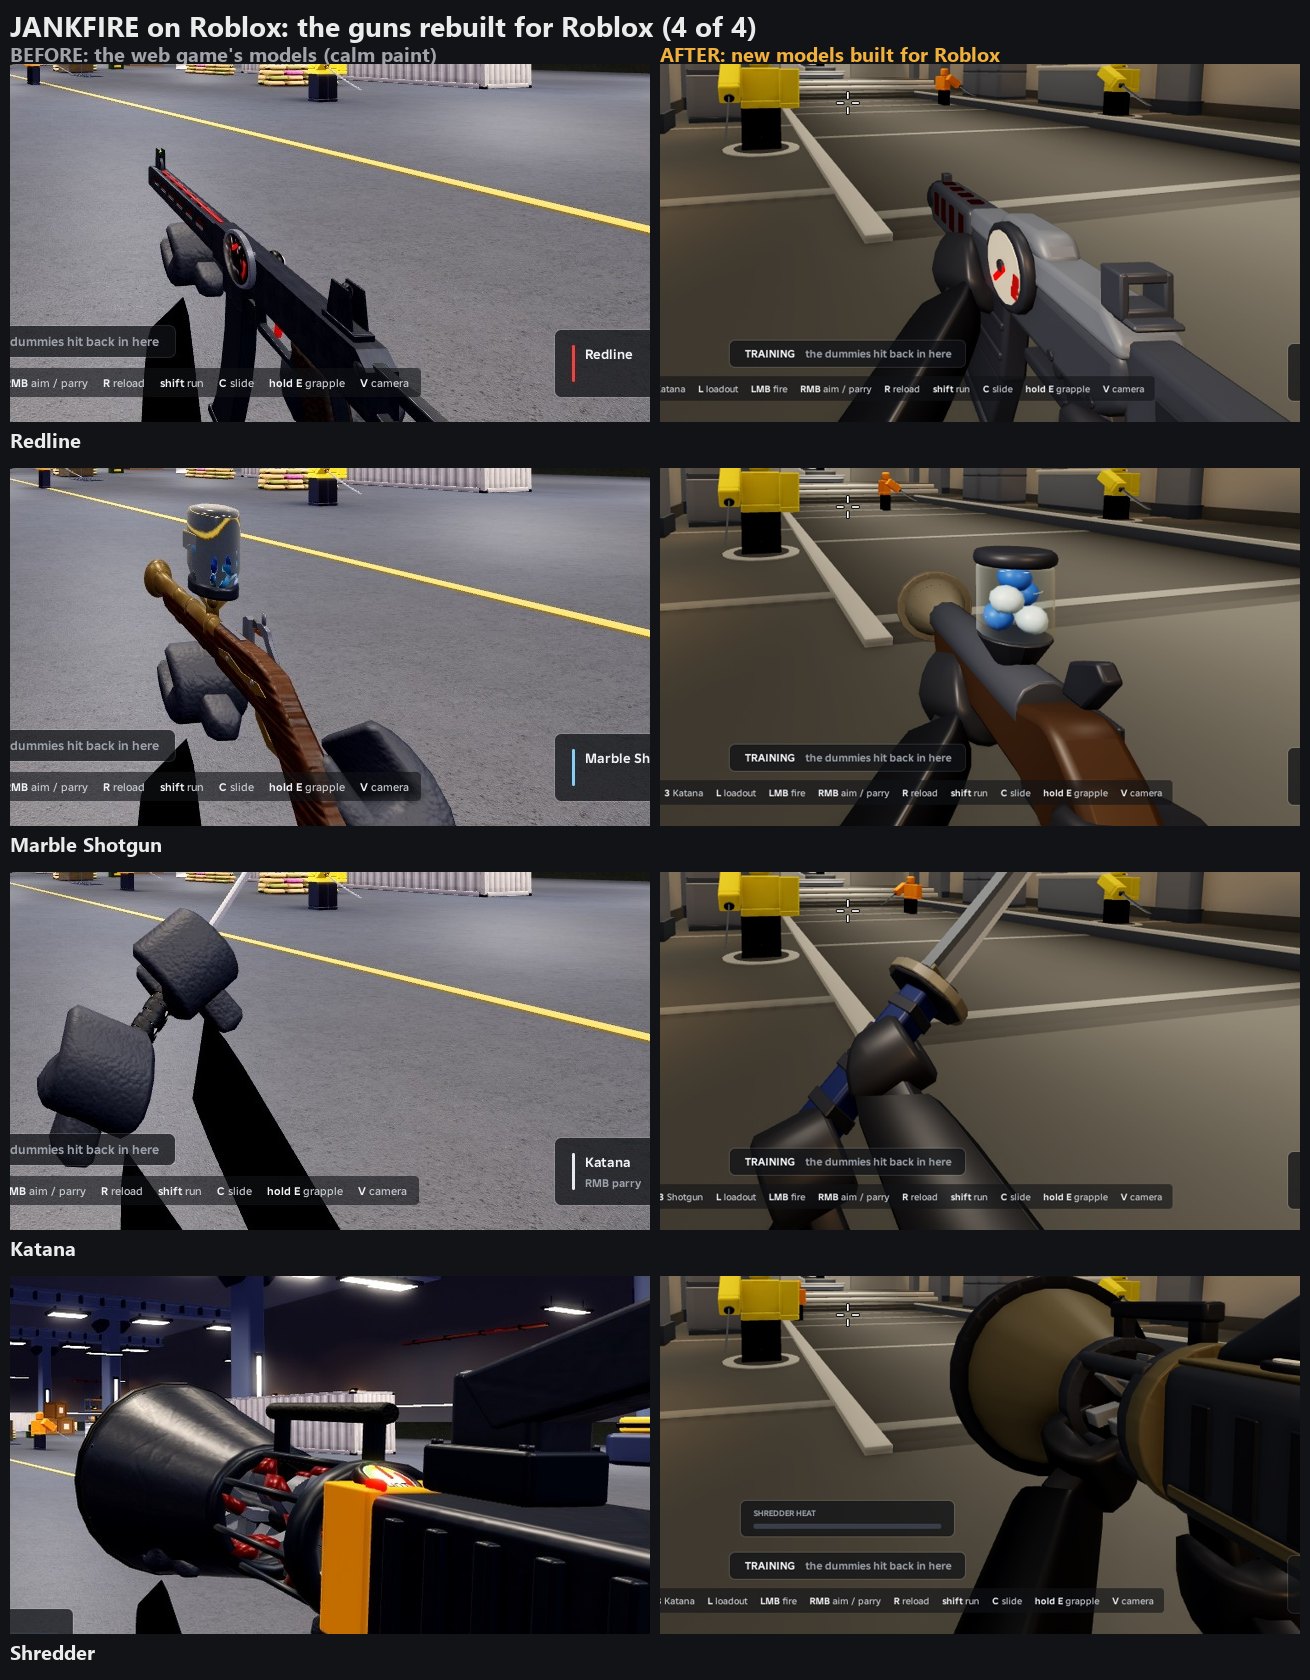 JANKFIRE on Roblox: the guns rebuilt for Roblox (4 of 4)
BEFORE: the web game's models (calm paint)
AFTER: new models built for Roblox
dummies hit back in here
MB aim / parry R reload shift run C slide hold E grapple V camera
Redline
TRAINING the dummies hit back in here
atana L loadout LMB fire RMB aim / parry R reload shift run C slide hold E grapple V camera
Redline
dummies hit back in here
MB aim / parry R reload shift run C slide hold E grapple V camera
Marble Sh
TRAINING the dummies hit back in here
3 Katana L loadout LMB fire RMB aim / parry R reload shift run C slide hold E grapple V camera
Marble Shotgun
dummies hit back in here
MB aim / parry R reload shift run C slide hold E grapple V camera
Katana
RMB parry
TRAINING the dummies hit back in here
3 Shotgun L loadout LMB fire RMB aim / parry R reload shift run C slide hold E grapple V camera
Katana
SHREDDER HEAT
TRAINING the dummies hit back in here
Katana L loadout LMB fire RMB aim / parry R reload shift run C slide hold E grapple V camera
Shredder